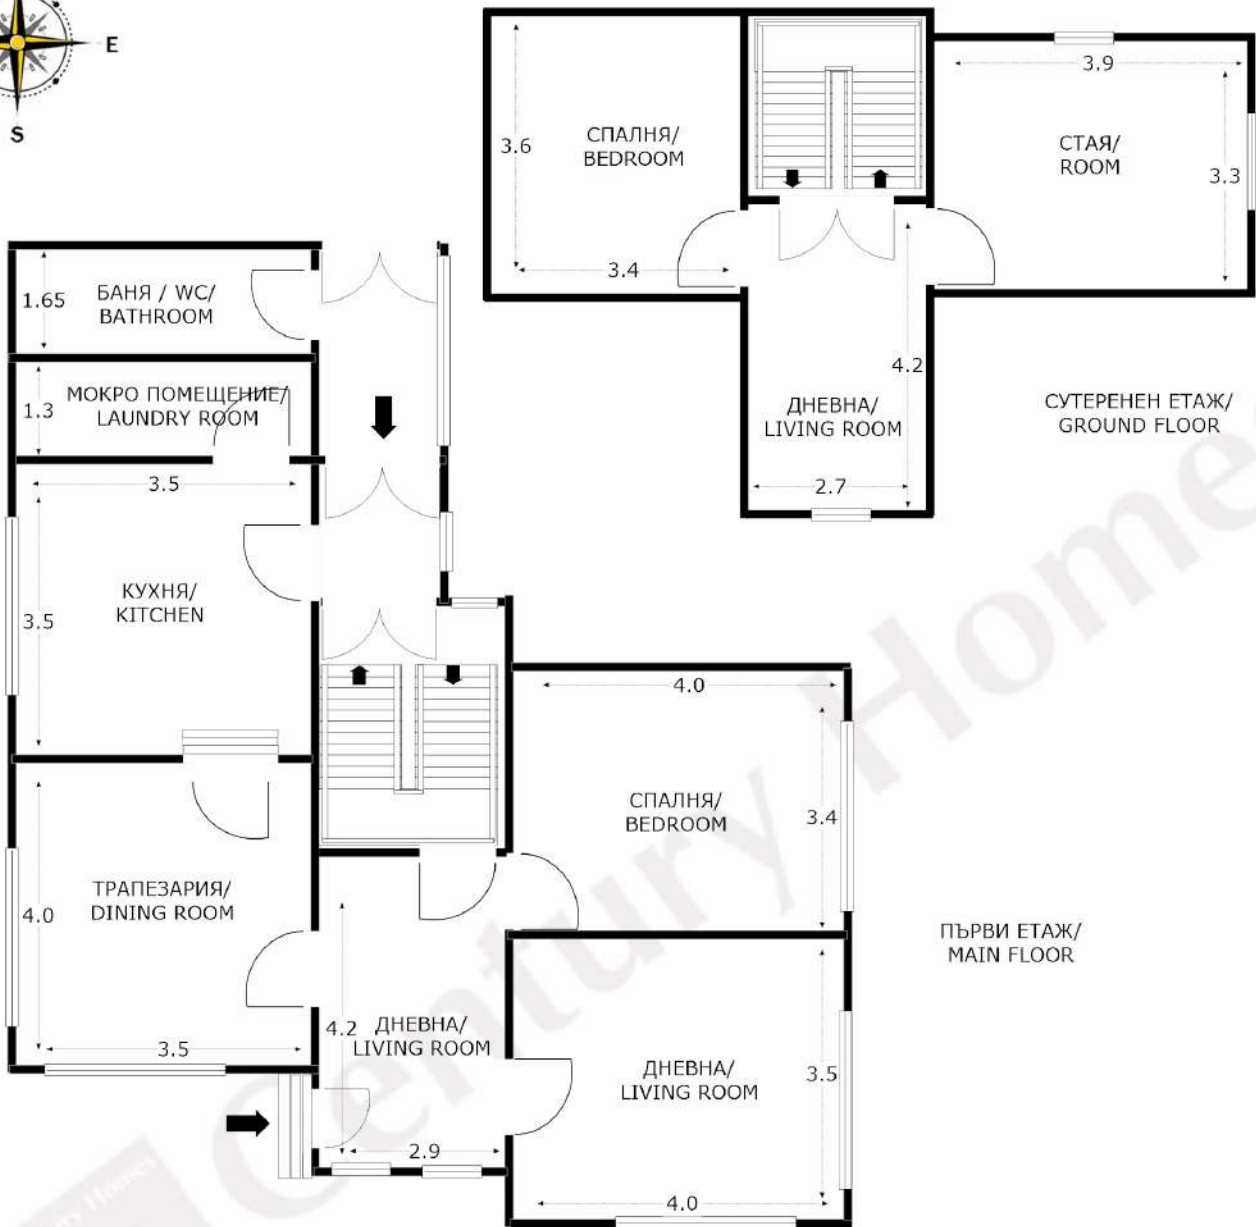 E
S
СПАЛНЯ/
BEDROOM
3.6
3.4
3.9
СТАЯ/
ROOM
3.3
4.2
ДНЕВНА/
LIVING ROOM
2.7
СУТЕРЕНЕН ЕТАЖ/
GROUND FLOOR
1.65
БАНЯ / WC/
BATHROOM
1.3
МОКРО ПОМЕЩЕНИЕ/
LAUNDRY ROOM
3.5
КУХНЯ/
KITCHEN
3.5
4.0
СПАЛНЯ/
BEDROOM
3.4
ТРАПЕЗАРИЯ/
DINING ROOM
4.0
3.5
4.2
ДНЕВНА/
LIVING ROOM
2.9
ДНЕВНА/
LIVING ROOM
3.5
4.0
ПЪРВИ ЕТАЖ/
MAIN FLOOR
Century Home